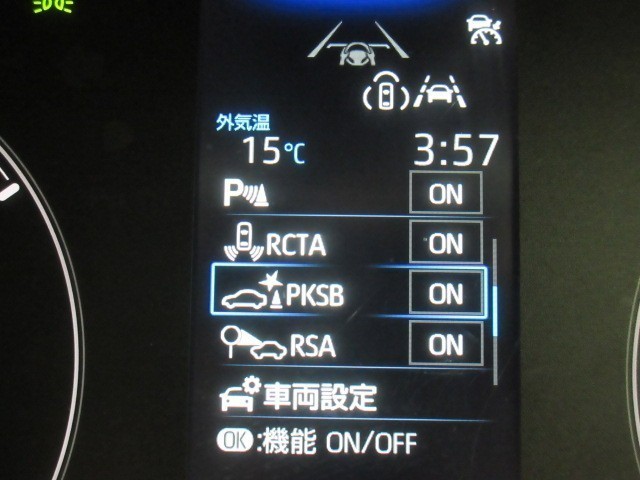 外気温
15℃ 3:57
P ON
RCTA ON
PKSB ON
RSA ON
車両設定
OK:機能 ON/OFF